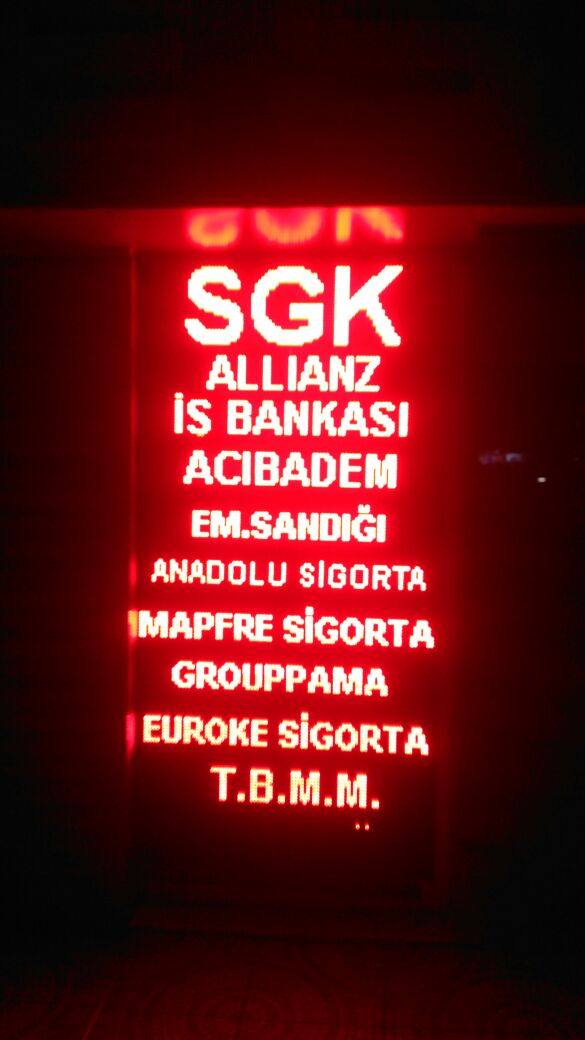 SGK
ALLIANZ
İS BANKASI
ACIBADEM
EM.SANDIĞI
ANADOLU SİGORTA
MAPFRE SİGORTA
GROUPPAMA
EUROKE SİGORTA
T.B.M.M.